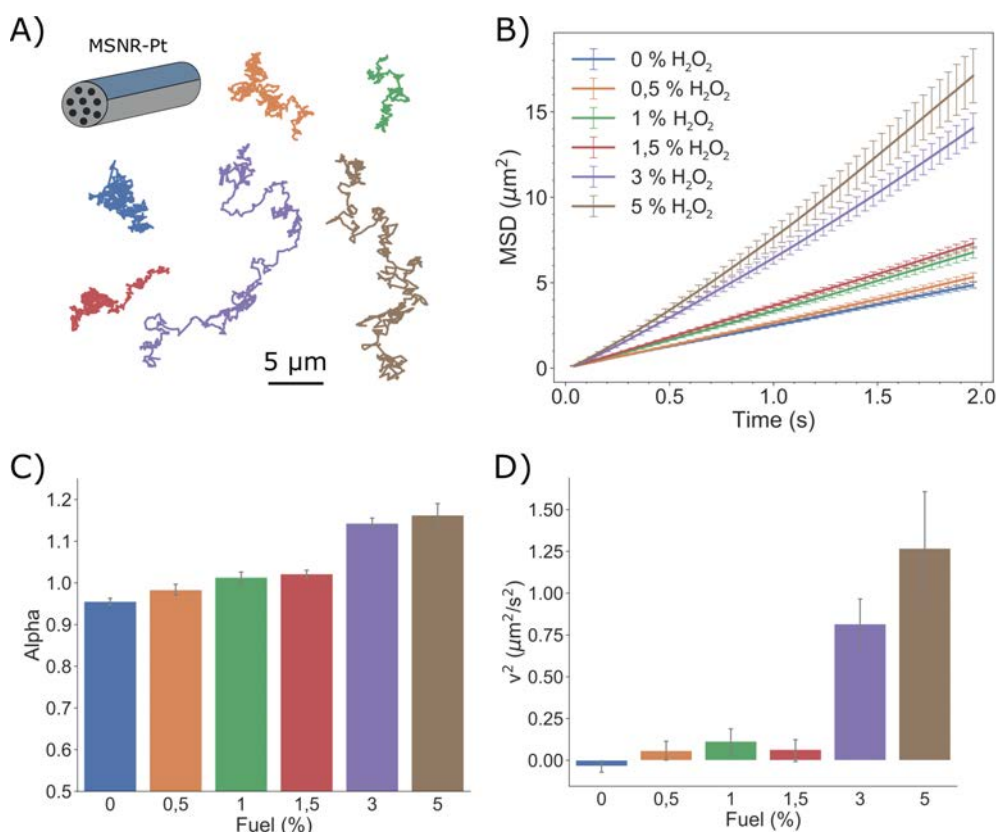 A)
MSNR-Pt
5 µm
B)
0 % H₂O₂
0,5 % H₂O₂
1 % H₂O₂
1,5 % H₂O₂
3 % H₂O₂
5 % H₂O₂
MSD (µm²)
15
10
5
0
0.0 0.5 1.0 1.5 2.0
Time (s)
C)
Alpha
1.2
1.1
1.0
0.9
0.8
0.7
0.6
0.5
0 0,5 1 1,5 3 5
Fuel (%)
D)
v² (µm²/s²)
1.50
1.25
1.00
0.75
0.50
0.25
0.00
0 0,5 1 1,5 3 5
Fuel (%)